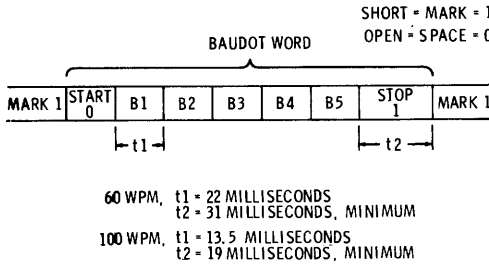 SHORT = MARK = 1
OPEN = SPACE = 0
BAUDOT WORD
MARK 1 START 0 B1 B2 B3 B4 B5 STOP 1 MARK 1
t1 t2
60 WPM, t1 = 22 MILLISECONDS
t2 = 31 MILLISECONDS, MINIMUM
100 WPM, t1 = 13.5 MILLISECONDS
t2 = 19 MILLISECONDS, MINIMUM